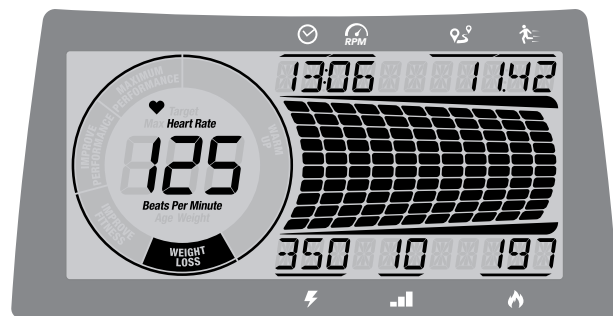 RPM
13:06 11.42
MAXIMUM
PERFORMANCE
Target
Max Heart Rate
WARM
UP
IMPROVE
PERFORMANCE
125
Beats Per Minute
Age Weight
IMPROVE
FITNESS
WEIGHT
LOSS
350 10 197